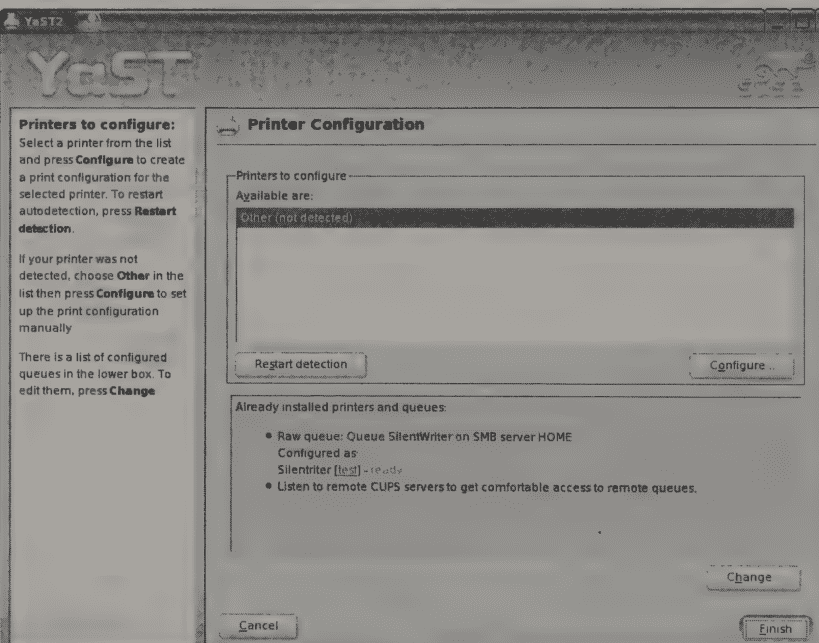 YaST2
YaST
Printers to configure:
Select a printer from the list
and press Configure to create
a print configuration for the
selected printer. To restart
autodetection, press Restart
detection.
If your printer was not
detected, choose Other in the
list then press Configure to set
up the print configuration
manually
There is a list of configured
queues in the lower box. To
edit them, press Change
Printer Configuration
Printers to configure
Available are:
Other (not detected)
Restart detection
Configure ..
Already installed printers and queues:
Raw queue: Queue SilentWriter on SMB server HOME
Configured as
Silentriter [test] - ready
Listen to remote CUPS servers to get comfortable access to remote queues.
Change
Cancel
Finish